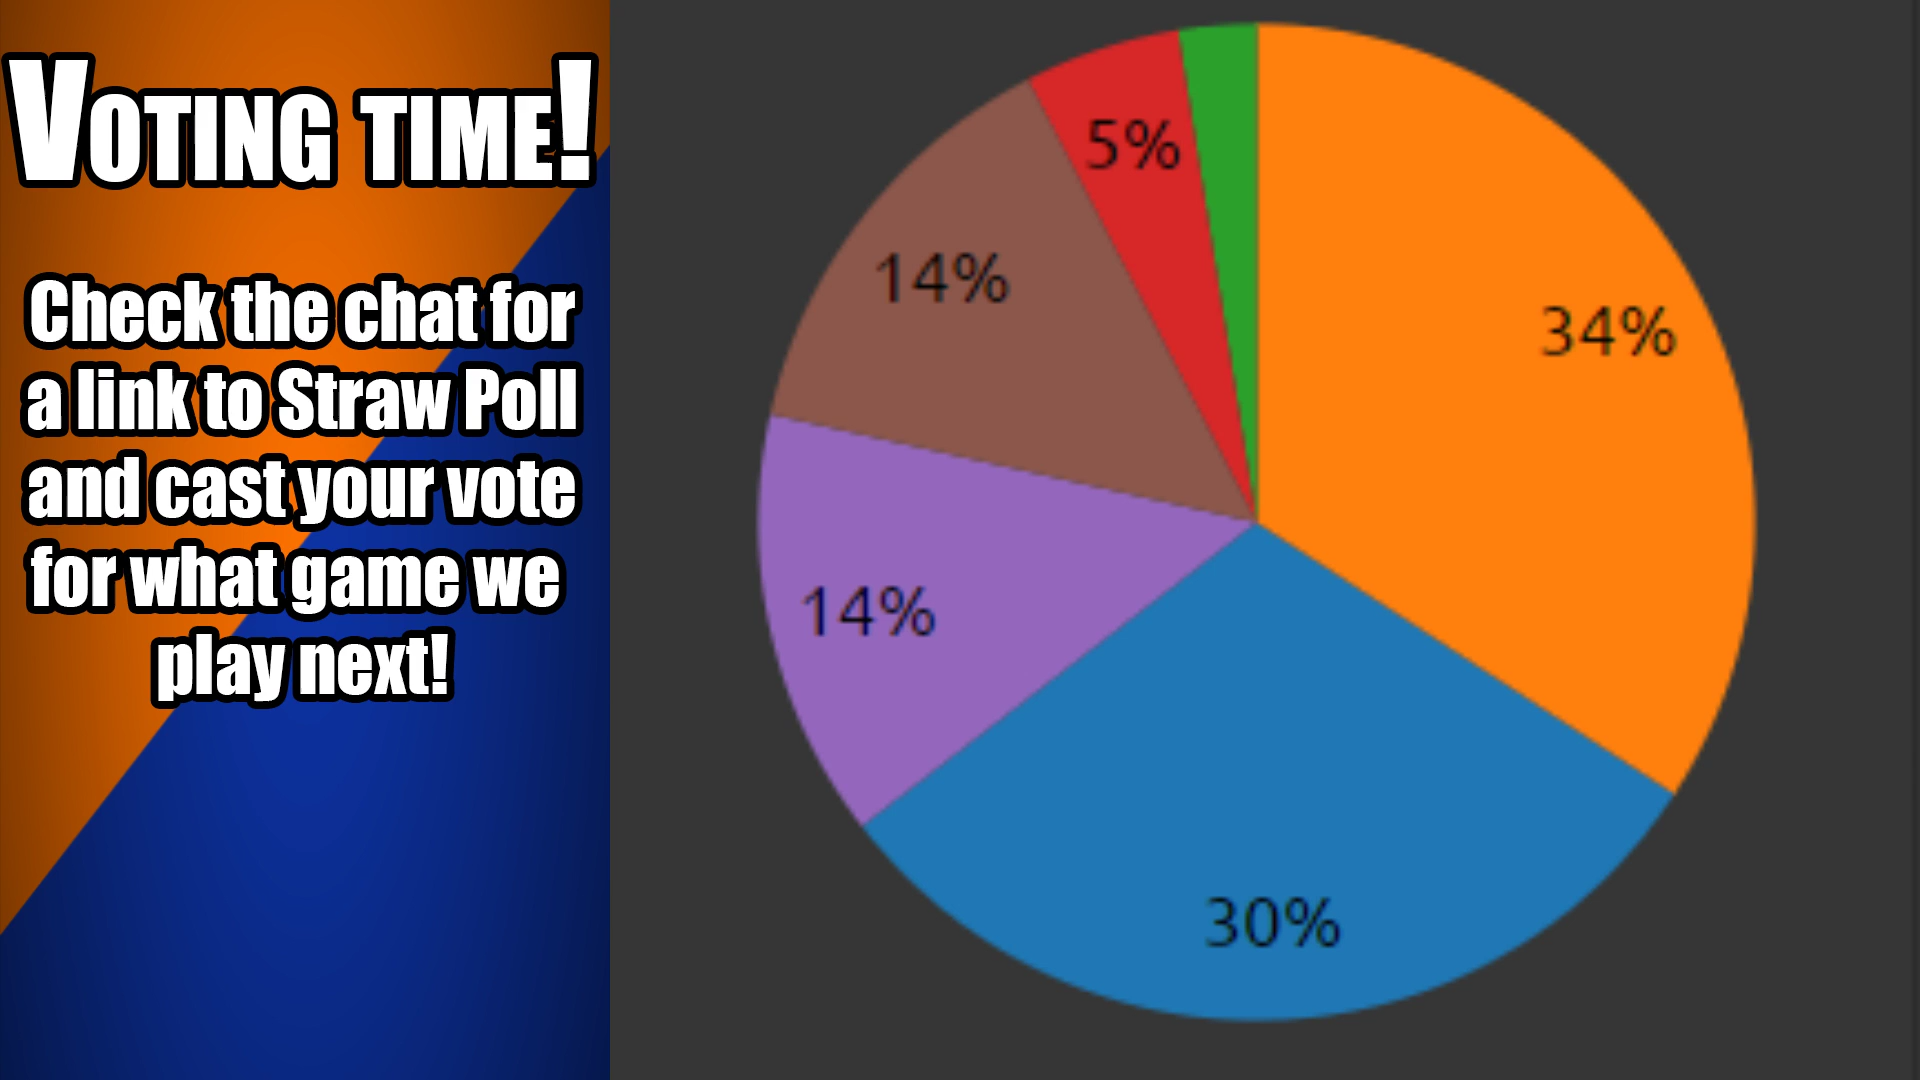 Voting time!
Check the chat for
a link to Straw Poll
and cast your vote
for what game we
play next!
5%
14%
34%
14%
30%